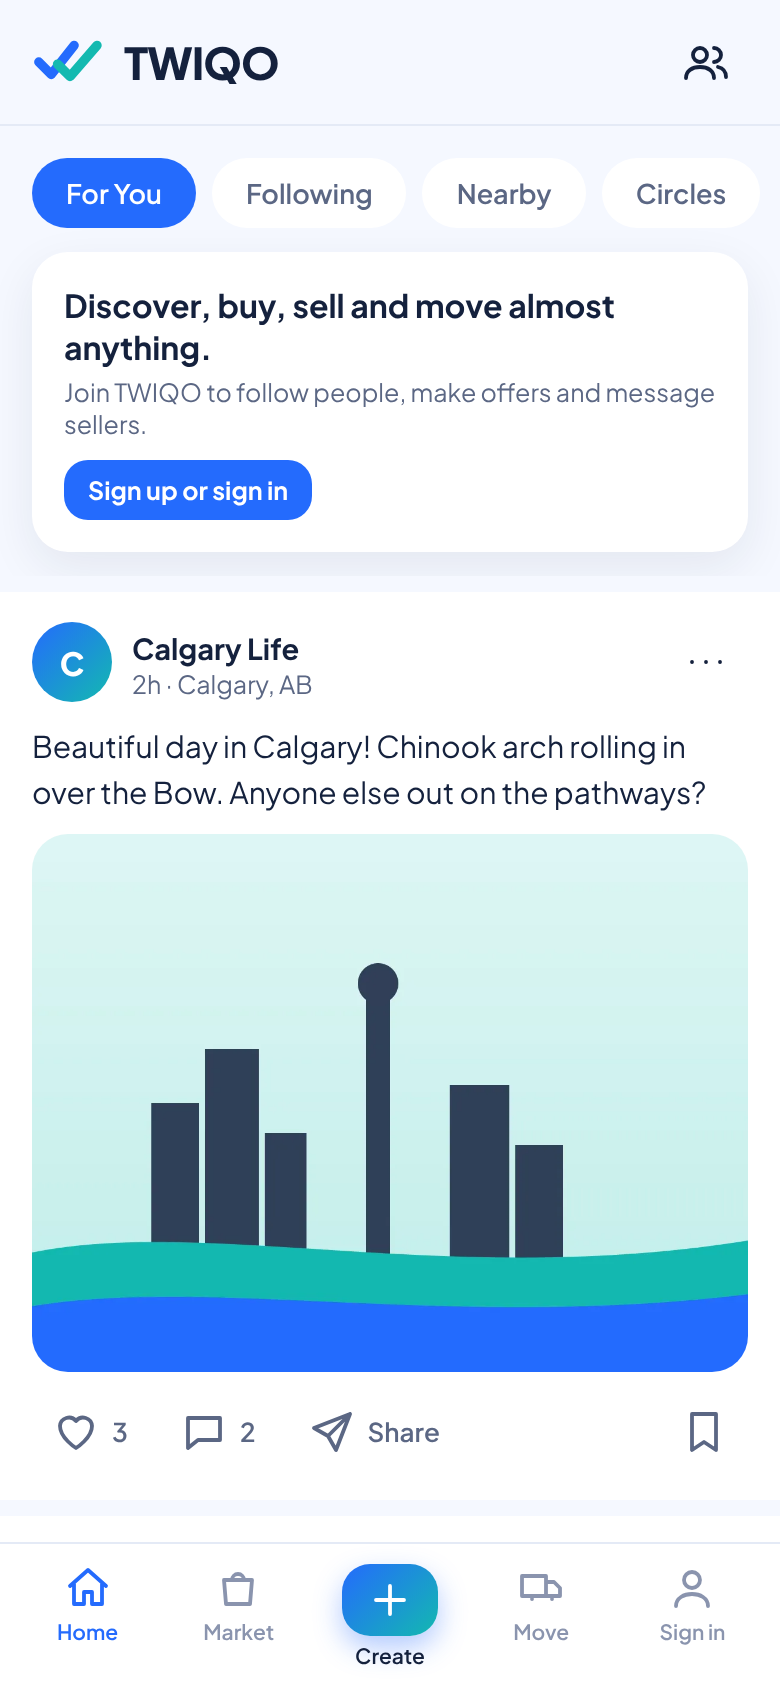 TWIQO
For You
Following
Nearby
Circles
Discover, buy, sell and move almost
anything.
Join TWIQO to follow people, make offers and message
sellers.
Sign up or sign in
C
Calgary Life
2h · Calgary, AB
Beautiful day in Calgary! Chinook arch rolling in
over the Bow. Anyone else out on the pathways?
3
2
Share
Home
Market
Create
Move
Sign in